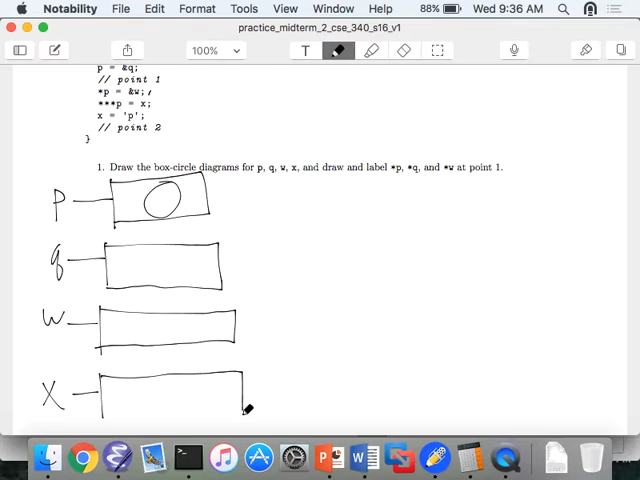 Notability File Edit Format Tools View Window Help 88% Wed 9:36 AM
practice_midterm_2_cse_340_s16_v1
100% T
p = &q;
// point 1
*p = &w;
***p = x;
x = 'p';
// point 2
}
1. Draw the box-circle diagrams for p, q, w, x, and draw and label *p, *q, and *w at point 1.
p
q
w
x